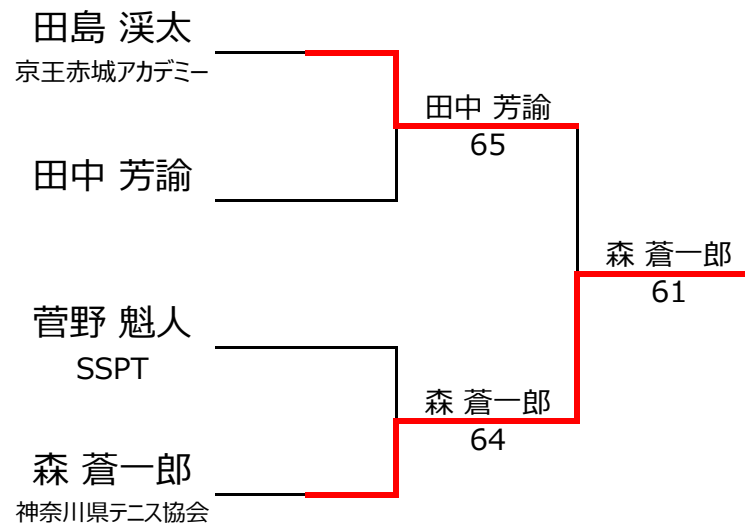 田島 渓太
京王赤城アカデミー
田中 芳諭
65
田中 芳諭
森 蒼一郎
61
菅野 魁人
SSPT
森 蒼一郎
64
森 蒼一郎
神奈川県テニス協会